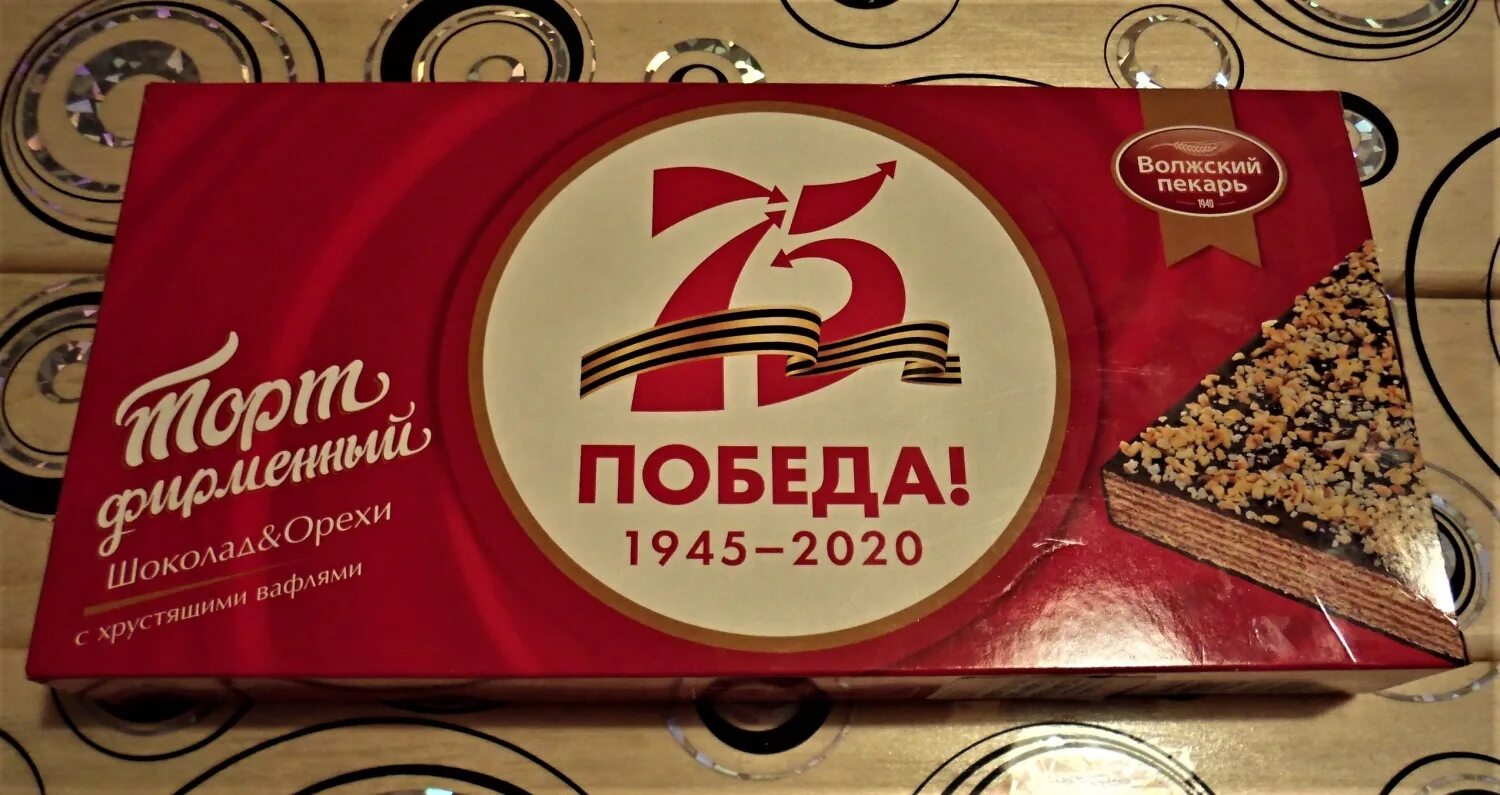 Торт
фирменный
Шоколад&Орехи
с хрустящими вафлями
75
ПОБЕДА!
1945–2020
Волжский
пекарь
1940